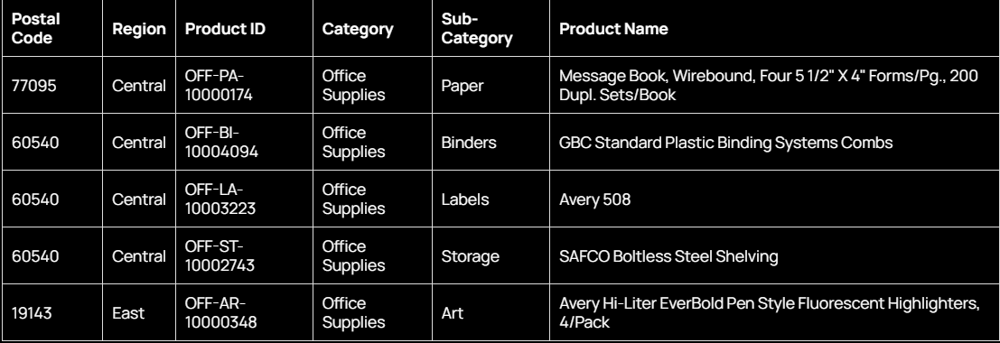 Postal Code | Region | Product ID | Category | Sub-Category | Product Name
77095 | Central | OFF-PA-10000174 | Office Supplies | Paper | Message Book, Wirebound, Four 5 1/2" X 4" Forms/Pg., 200 Dupl. Sets/Book
60540 | Central | OFF-BI-10004094 | Office Supplies | Binders | GBC Standard Plastic Binding Systems Combs
60540 | Central | OFF-LA-10003223 | Office Supplies | Labels | Avery 508
60540 | Central | OFF-ST-10002743 | Office Supplies | Storage | SAFCO Boltless Steel Shelving
19143 | East | OFF-AR-10000348 | Office Supplies | Art | Avery Hi-Liter EverBold Pen Style Fluorescent Highlighters, 4/Pack